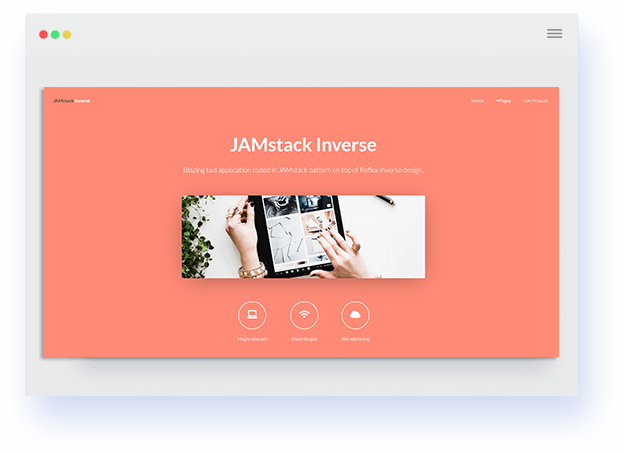 JAMstack Inverse
Home Pages Get Product
JAMstack Inverse
Blazing fast application coded in JAMstack pattern on top of Reflex Inverse design.
Magna aliquam Etiam feugiat Nisl adipiscing